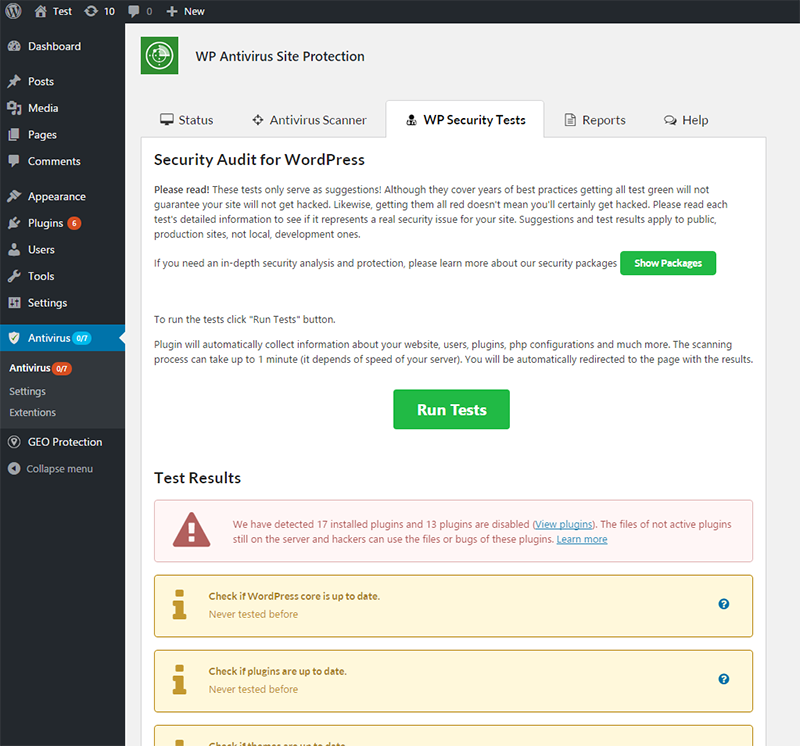 Test 10 0 New
Dashboard
Posts
Media
Pages
Comments
Appearance
Plugins 6
Users
Tools
Settings
Antivirus 0/7
Antivirus 0/7
Settings
Extentions
GEO Protection
Collapse menu
WP Antivirus Site Protection
Status Antivirus Scanner WP Security Tests Reports Help
Security Audit for WordPress
Please read! These tests only serve as suggestions! Although they cover years of best practices getting all test green will not
guarantee your site will not get hacked. Likewise, getting them all red doesn't mean you'll certainly get hacked. Please read each
test's detailed information to see if it represents a real security issue for your site. Suggestions and test results apply to public,
production sites, not local, development ones.
If you need an in-depth security analysis and protection, please learn more about our security packages Show Packages
To run the tests click "Run Tests" button.
Plugin will automatically collect information about your website, users, plugins, php configurations and much more. The scanning
process can take up to 1 minute (it depends of speed of your server). You will be automatically redirected to the page with the results.
Run Tests
Test Results
We have detected 17 installed plugins and 13 plugins are disabled (View plugins). The files of not active plugins
still on the server and hackers can use the files or bugs of these plugins. Learn more
Check if WordPress core is up to date.
Never tested before
Check if plugins are up to date.
Never tested before
Check if themes are up to date.